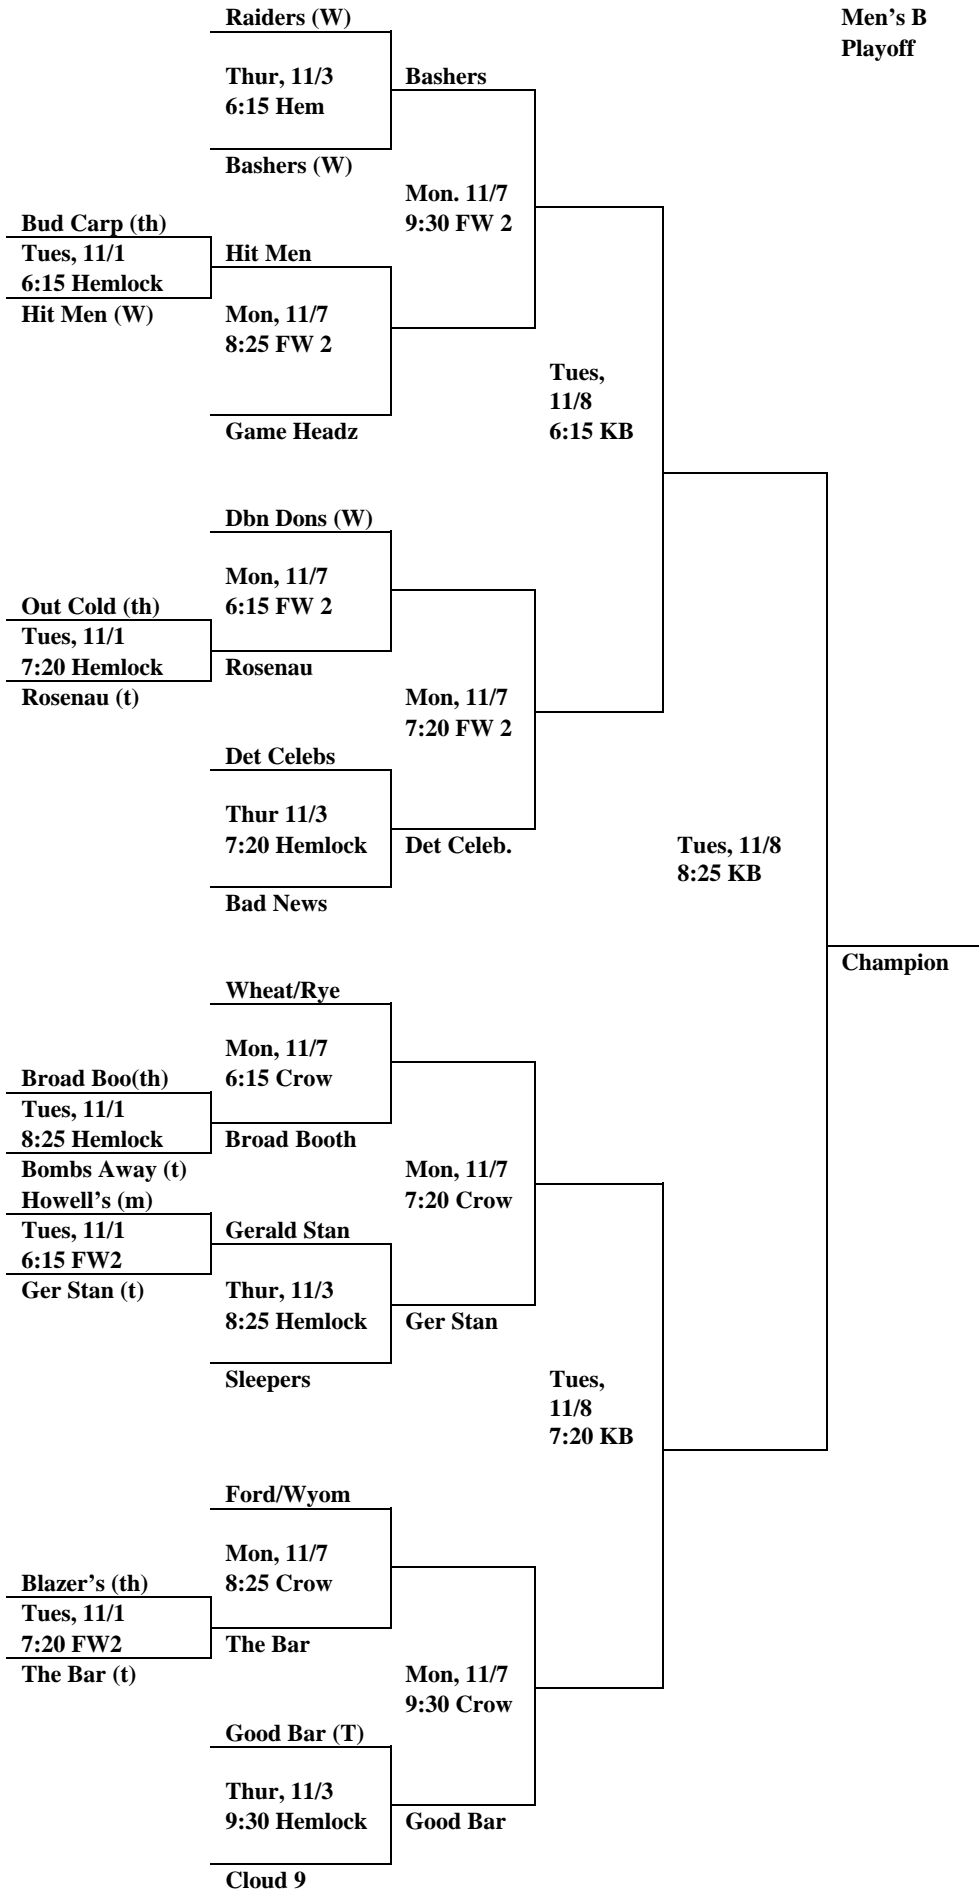 Raiders (W)
Men's B
Playoff
Thur, 11/3
6:15 Hem
Bashers
Bashers (W)
Mon. 11/7
9:30 FW 2
Bud Carp (th)
Tues, 11/1
6:15 Hemlock
Hit Men (W)
Hit Men
Mon, 11/7
8:25 FW 2
Game Headz
Tues,
11/8
6:15 KB
Dbn Dons (W)
Mon, 11/7
6:15 FW 2
Out Cold (th)
Tues, 11/1
7:20 Hemlock
Rosenau (t)
Rosenau
Mon, 11/7
7:20 FW 2
Det Celebs
Thur 11/3
7:20 Hemlock
Det Celeb.
Bad News
Tues, 11/8
8:25 KB
Champion
Wheat/Rye
Mon, 11/7
6:15 Crow
Broad Boo(th)
Tues, 11/1
8:25 Hemlock
Bombs Away (t)
Broad Booth
Mon, 11/7
7:20 Crow
Howell's (m)
Tues, 11/1
6:15 FW2
Ger Stan (t)
Gerald Stan
Thur, 11/3
8:25 Hemlock
Ger Stan
Sleepers
Tues,
11/8
7:20 KB
Ford/Wyom
Mon, 11/7
8:25 Crow
Blazer's (th)
Tues, 11/1
7:20 FW2
The Bar (t)
The Bar
Mon, 11/7
9:30 Crow
Good Bar (T)
Thur, 11/3
9:30 Hemlock
Good Bar
Cloud 9